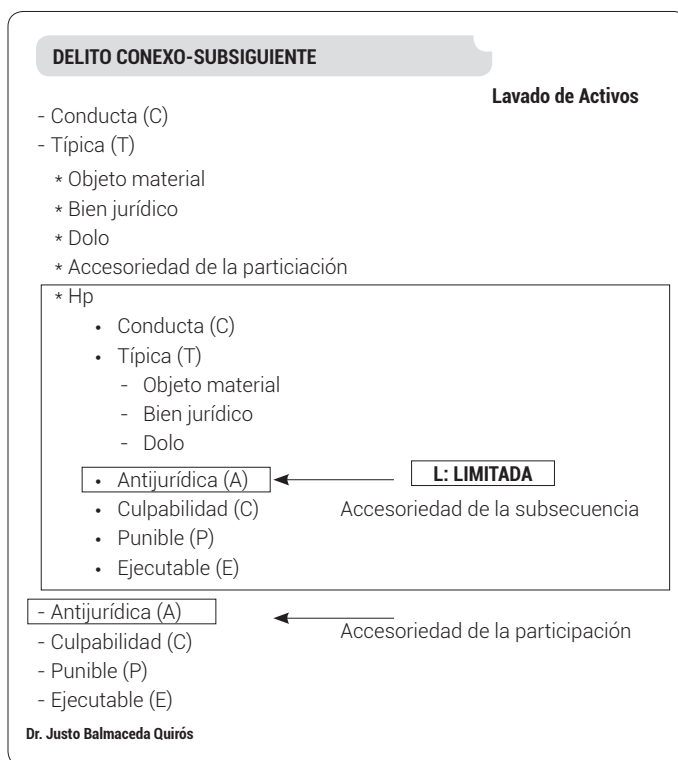 DELITO CONEXO-SUBSIGUIENTE
Lavado de Activos
- Conducta (C)
- Típica (T)
* Objeto material
* Bien jurídico
* Dolo
* Accesoriedad de la particiación
* Hp
• Conducta (C)
• Típica (T)
- Objeto material
- Bien jurídico
- Dolo
• Antijurídica (A)
L: LIMITADA
• Culpabilidad (C)
Accesoriedad de la subsecuencia
• Punible (P)
• Ejecutable (E)
- Antijurídica (A)
Accesoriedad de la participación
- Culpabilidad (C)
- Punible (P)
- Ejecutable (E)
Dr. Justo Balmaceda Quirós